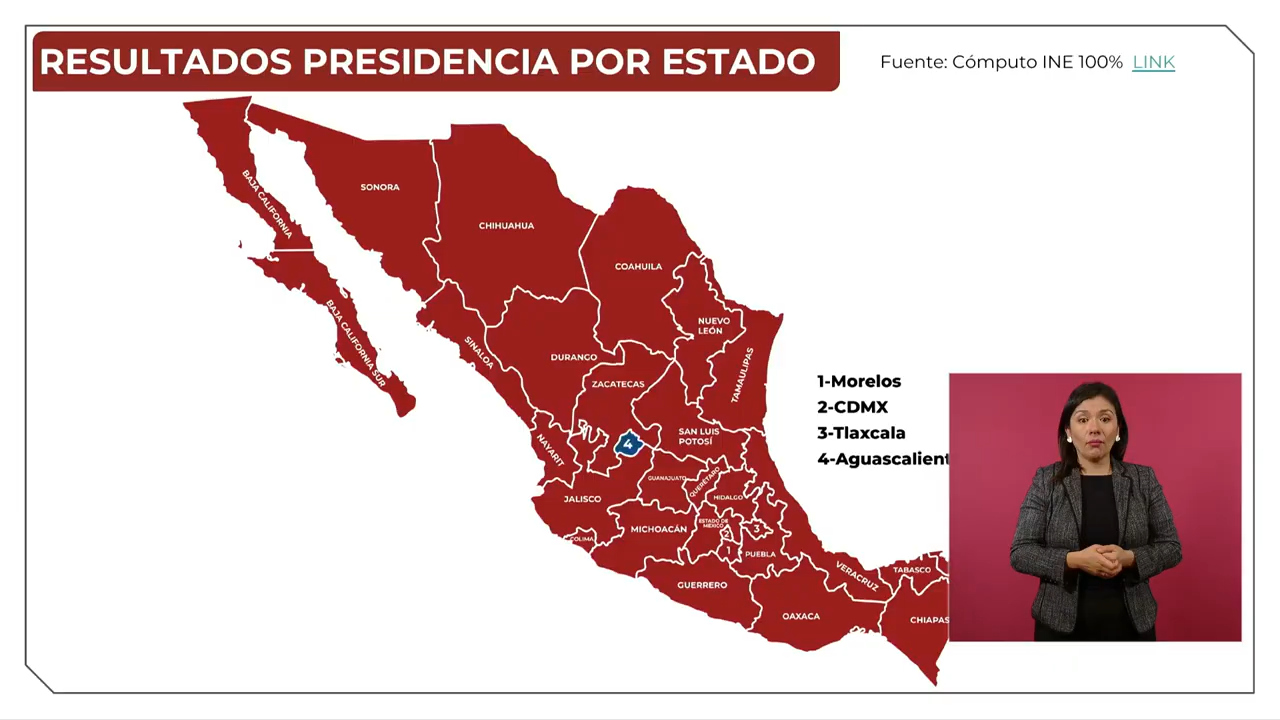 RESULTADOS PRESIDENCIA POR ESTADO
Fuente: Cómputo INE 100% LINK
BAJA CALIFORNIA
SONORA
CHIHUAHUA
COAHUILA
BAJA CALIFORNIA SUR
SINALOA
NUEVO
LEÓN
DURANGO
TAMAULIPAS
ZACATECAS
1-Morelos
2-CDMX
3-Tlaxcala
4-Aguascalient
4
SAN LUIS
POTOSÍ
NAYARIT
GUANAJUATO
QUERÉTARO
HIDALGO
JALISCO
MICHOACÁN
ESTADO DE
MÉXICO
2
3
COLIMA
1
PUEBLA
VERACRUZ
TABASCO
GUERRERO
OAXACA
CHIAPAS